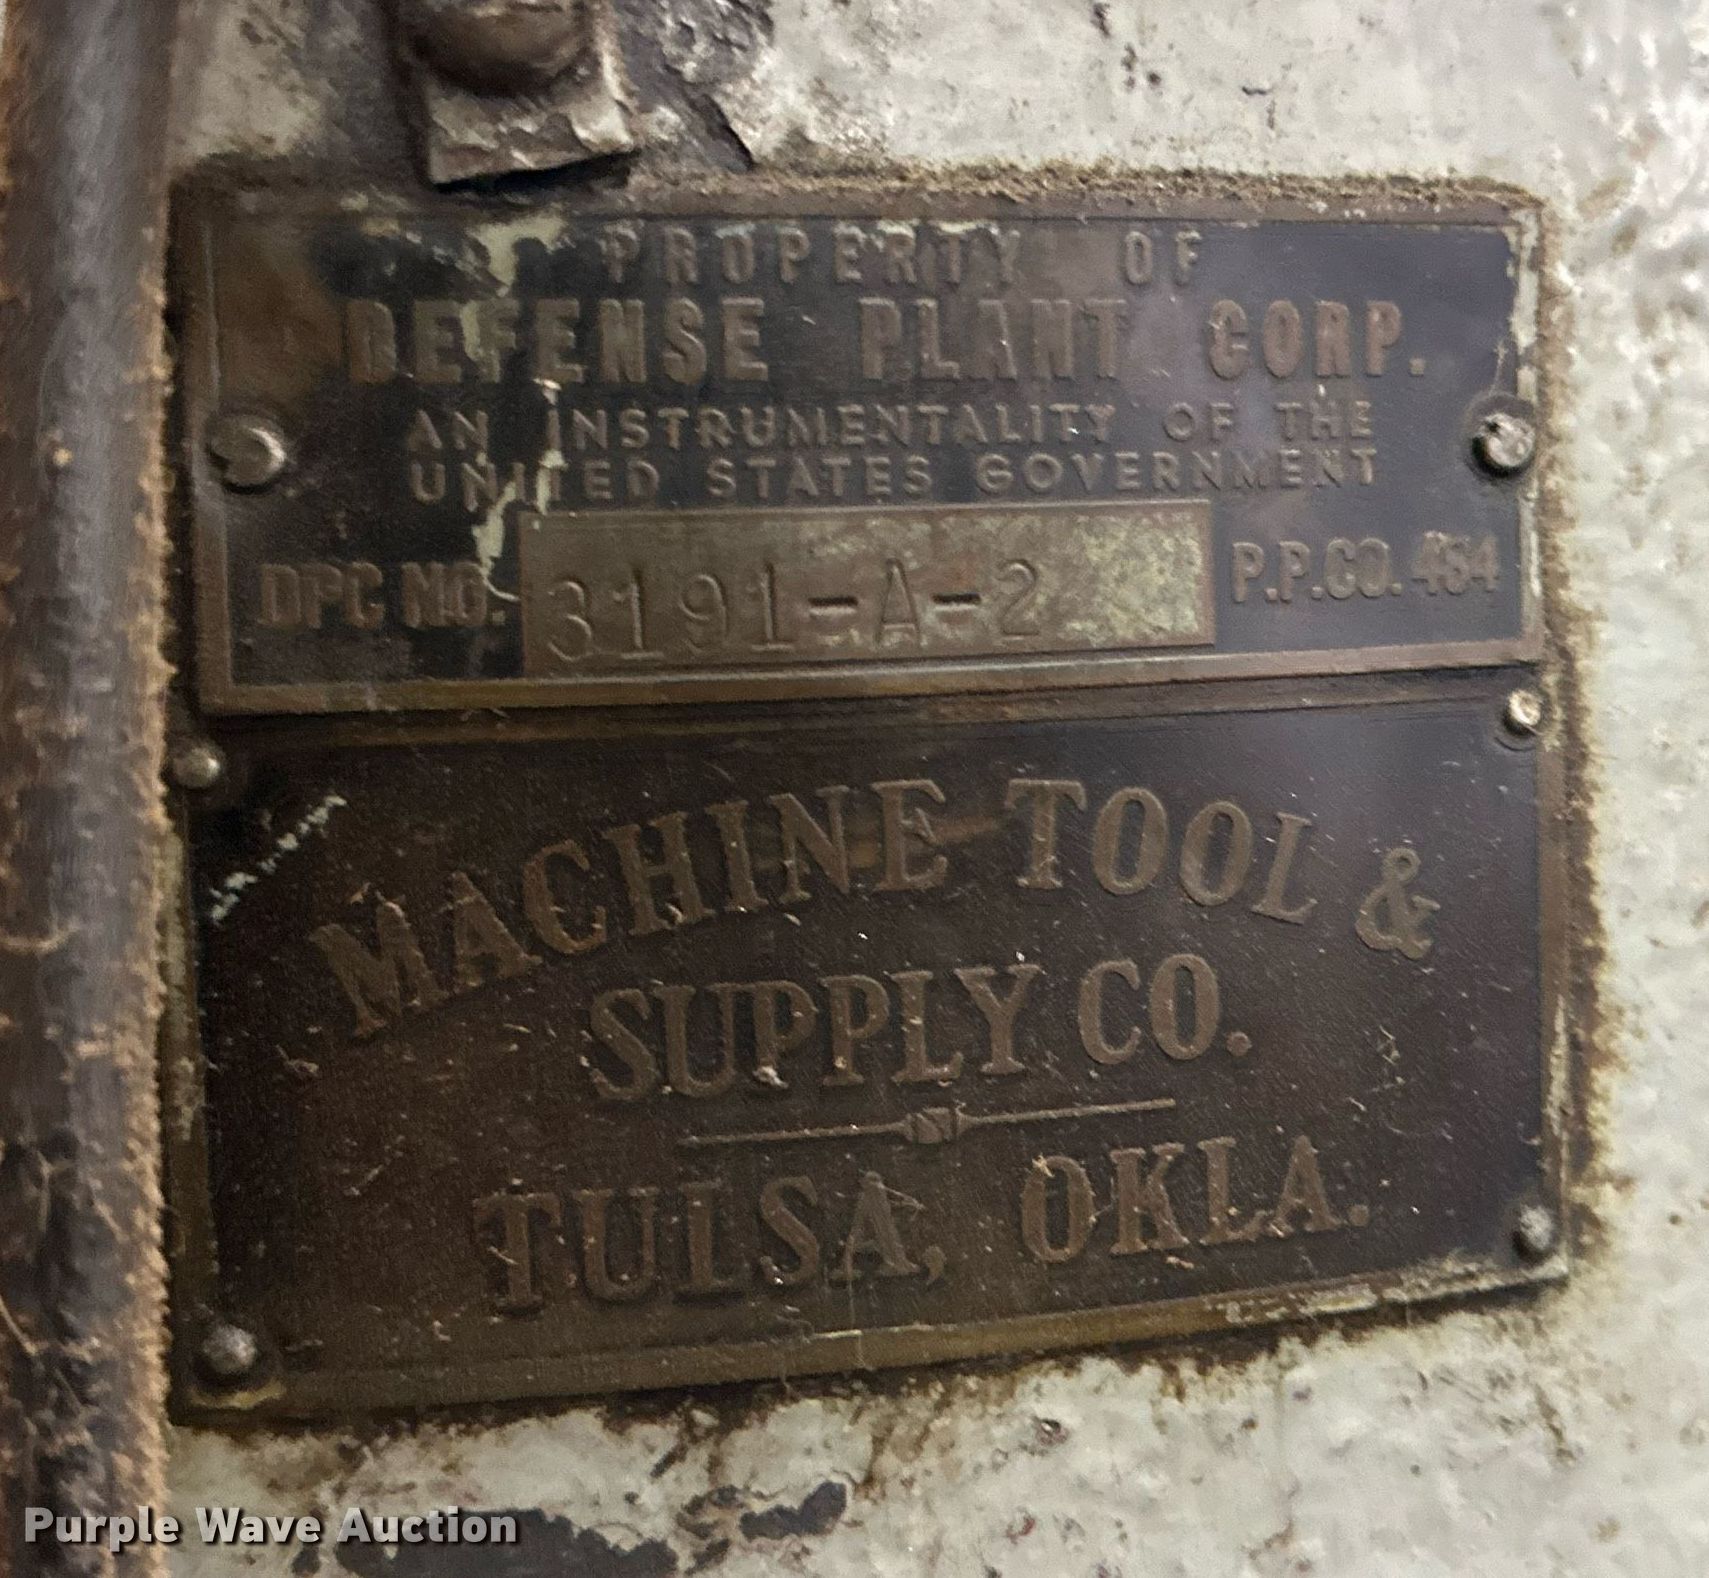 PROPERTY OF
DEFENSE PLANT CORP.
AN INSTRUMENTALITY OF THE
UNITED STATES GOVERNMENT
DPC NO. 3191-A-2 P.P.CO. 484
MACHINE TOOL &
SUPPLY CO.
TULSA, OKLA.
Purple Wave Auction